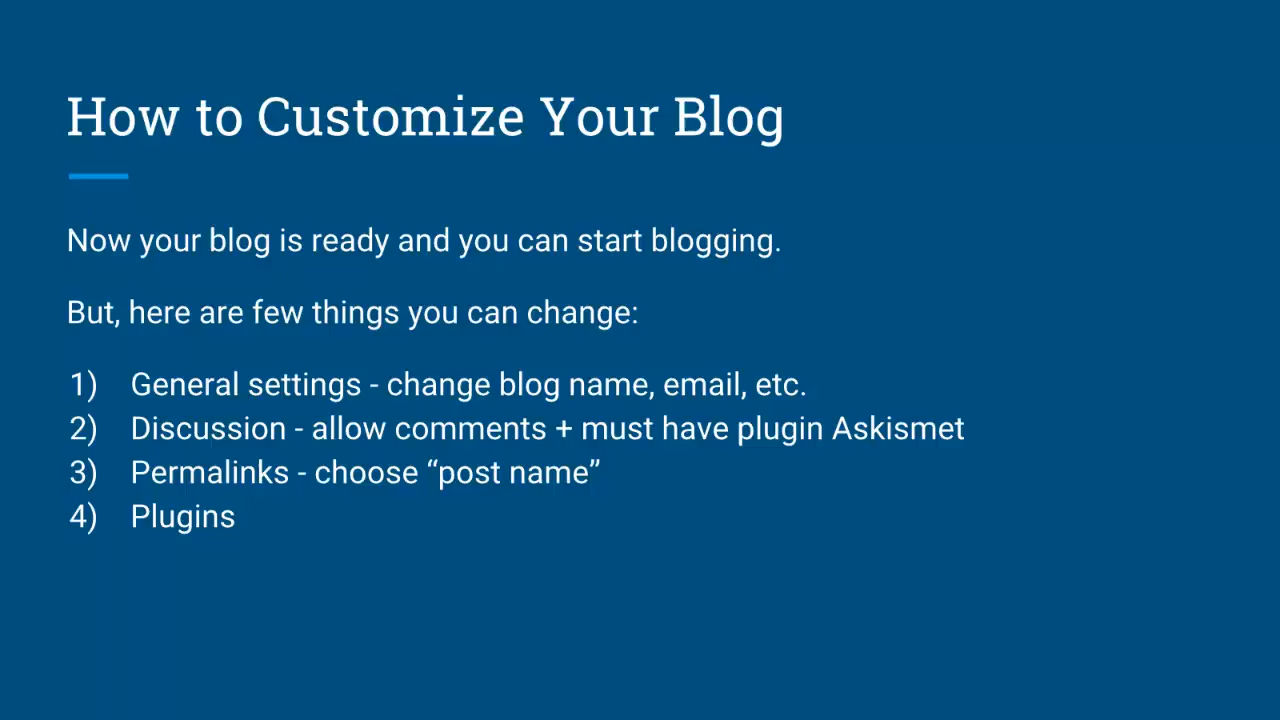 How to Customize Your Blog
Now your blog is ready and you can start blogging.
But, here are few things you can change:
1) General settings - change blog name, email, etc.
2) Discussion - allow comments + must have plugin Askismet
3) Permalinks - choose “post name”
4) Plugins